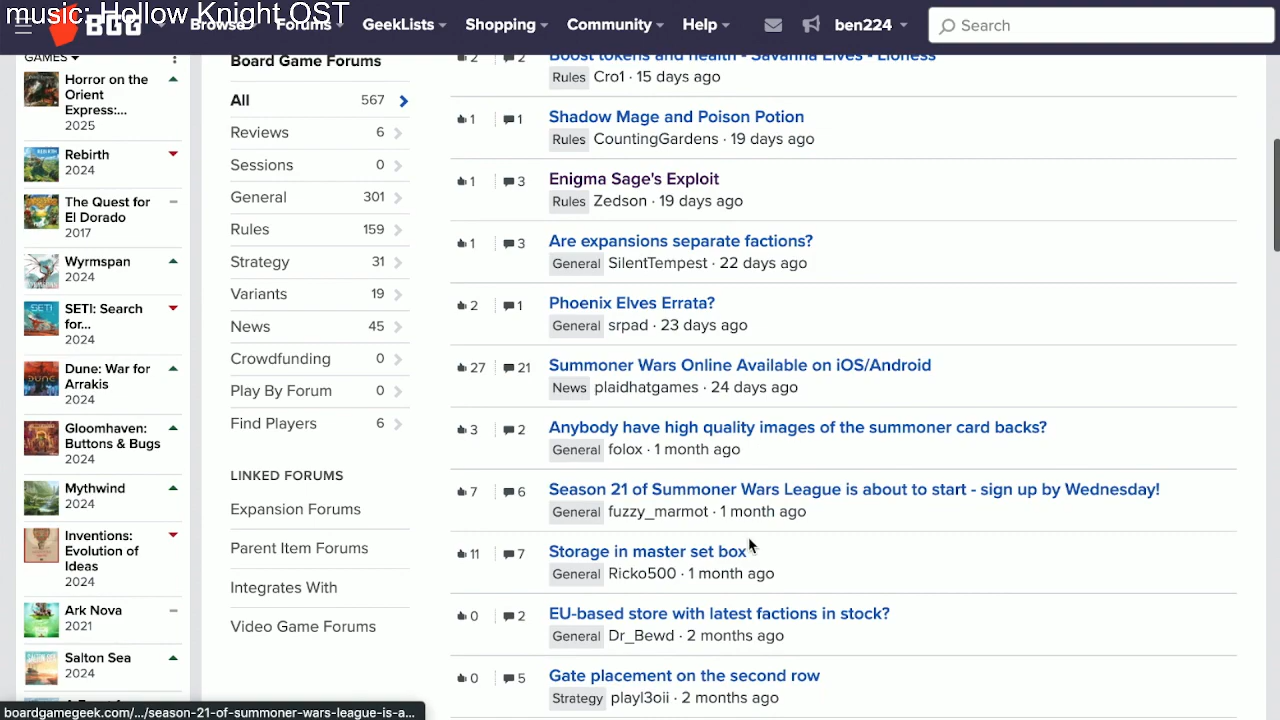 music: Hollow Knight OST
BGG
Browse
Forums
GeekLists
Shopping
Community
Help
ben224
Search
GAMES
Horror on the
Orient
Express:...
2025
Rebirth
2024
The Quest for
El Dorado
2017
Wyrmspan
2024
SETI: Search
for...
2024
Dune: War for
Arrakis
2024
Gloomhaven:
Buttons & Bugs
2024
Mythwind
2024
Inventions:
Evolution of
Ideas
2024
Ark Nova
2021
Salton Sea
2024
Board Game Forums
All 567
Reviews 6
Sessions 0
General 301
Rules 159
Strategy 31
Variants 19
News 45
Crowdfunding 0
Play By Forum 0
Find Players 6
LINKED FORUMS
Expansion Forums
Parent Item Forums
Integrates With
Video Game Forums
2 2 Boost tokens and health - Savanna Elves - Lioness
Rules Cro1 · 15 days ago
1 1 Shadow Mage and Poison Potion
Rules CountingGardens · 19 days ago
1 3 Enigma Sage's Exploit
Rules Zedson · 19 days ago
1 3 Are expansions separate factions?
General SilentTempest · 22 days ago
2 1 Phoenix Elves Errata?
General srpad · 23 days ago
27 21 Summoner Wars Online Available on iOS/Android
News plaidhatgames · 24 days ago
3 2 Anybody have high quality images of the summoner card backs?
General folox · 1 month ago
7 6 Season 21 of Summoner Wars League is about to start - sign up by Wednesday!
General fuzzy_marmot · 1 month ago
11 7 Storage in master set box
General Ricko500 · 1 month ago
0 2 EU-based store with latest factions in stock?
General Dr_Bewd · 2 months ago
0 5 Gate placement on the second row
Strategy playl3oii · 2 months ago
boardgamegeek.com/.../season-21-of-summoner-wars-league-is-a...